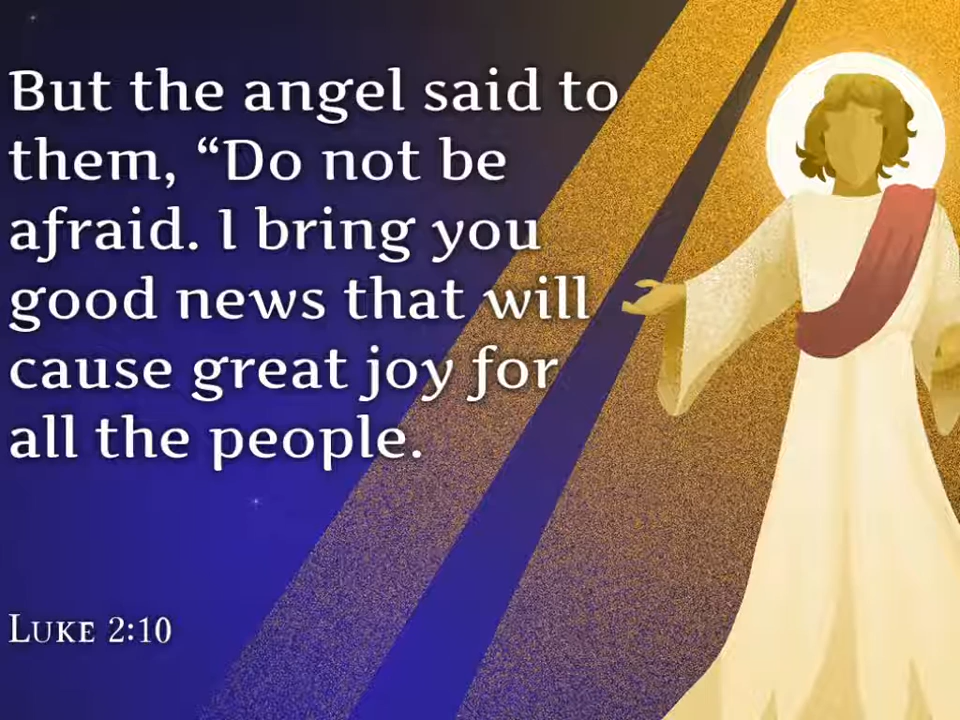 But the angel said to
them, “Do not be
afraid. I bring you
good news that will
cause great joy for
all the people.
Luke 2:10